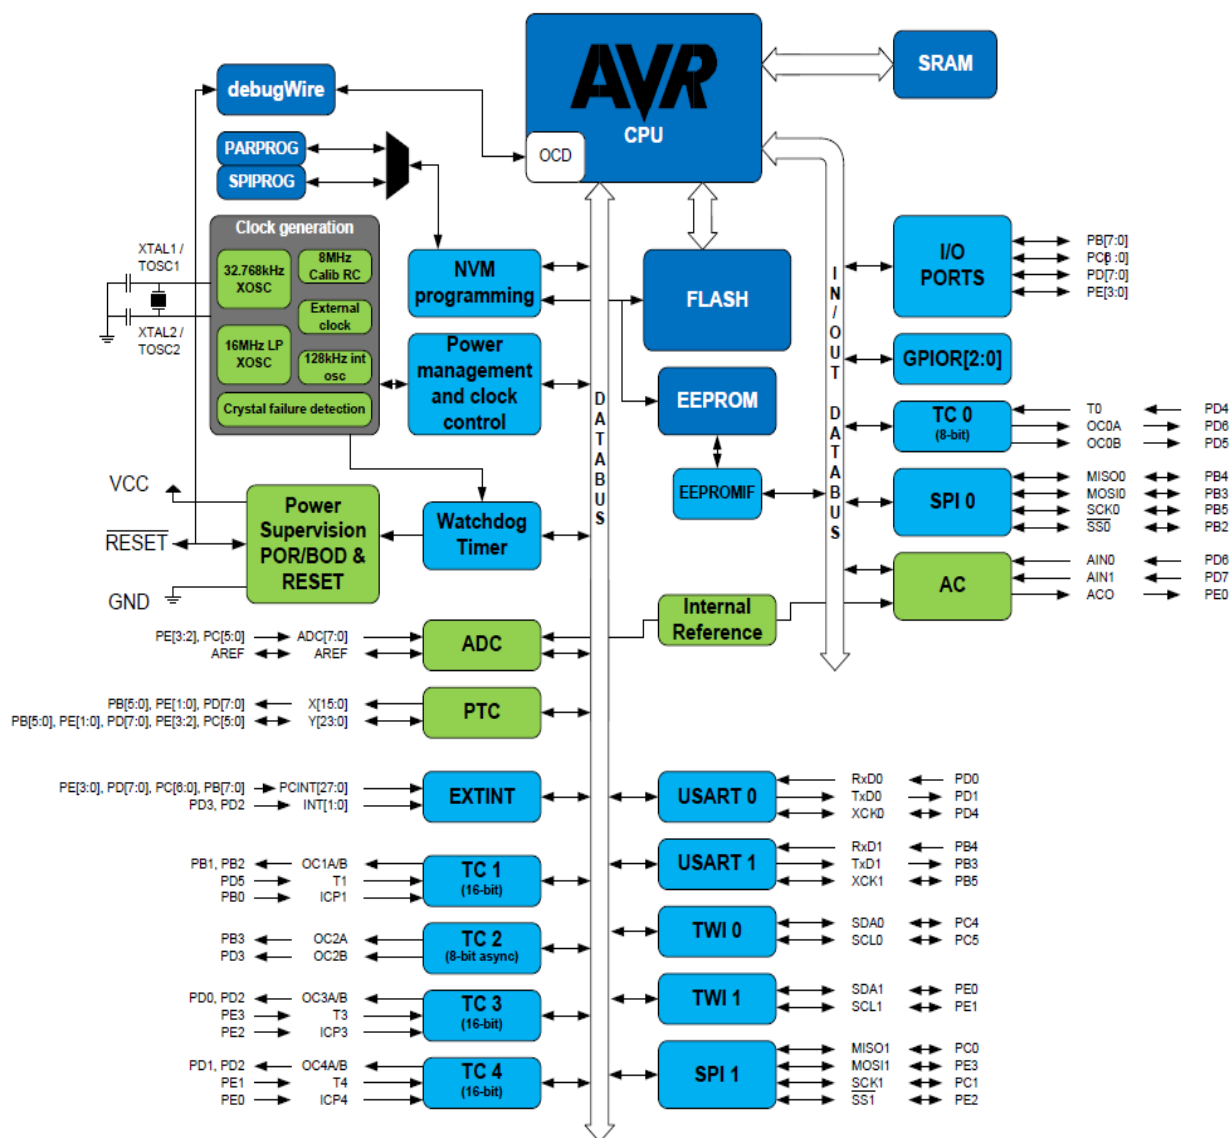 AVR
CPU
OCD
SRAM
debugWire
PARPROG
SPIPROG
Clock generation
XTAL1 /
TOSC1
32.768kHz
XOSC
8MHz
Calib RC
External
clock
XTAL2 /
TOSC2
16MHz LP
XOSC
128kHz int
osc
Crystal failure detection
NVM
programming
Power
management
and clock
control
FLASH
EEPROM
EEPROMIF
DATABUS
IN/OUT DATABUS
I/O
PORTS
PB[7:0]
PC[6:0]
PD[7:0]
PE[3:0]
GPIOR[2:0]
TC 0
(8-bit)
T0 PD4
OC0A PD6
OC0B PD5
SPI 0
MISO0 PB4
MOSI0 PB3
SCK0 PB5
SS0 PB2
AC
AIN0 PD6
AIN1 PD7
ACO PE0
VCC
RESET
GND
Power
Supervision
POR/BOD &
RESET
Watchdog
Timer
Internal
Reference
PE[3:2], PC[5:0] ADC[7:0]
AREF AREF
ADC
PB[5:0], PE[1:0], PD[7:0] X[15:0]
PB[5:0], PE[1:0], PD[7:0], PE[3:2], PC[5:0] Y[23:0]
PTC
PE[3:0], PD[7:0], PC[6:0], PB[7:0] PCINT[27:0]
PD3, PD2 INT[1:0]
EXTINT
USART 0
RxD0 PD0
TxD0 PD1
XCK0 PD4
PB1, PB2 OC1A/B
PD5 T1
PB0 ICP1
TC 1
(16-bit)
USART 1
RxD1 PB4
TxD1 PB3
XCK1 PB5
PB3 OC2A
PD3 OC2B
TC 2
(8-bit async)
TWI 0
SDA0 PC4
SCL0 PC5
PD0, PD2 OC3A/B
PE3 T3
PE2 ICP3
TC 3
(16-bit)
TWI 1
SDA1 PE0
SCL1 PE1
PD1, PD2 OC4A/B
PE1 T4
PE0 ICP4
TC 4
(16-bit)
SPI 1
MISO1 PC0
MOSI1 PE3
SCK1 PC1
SS1 PE2